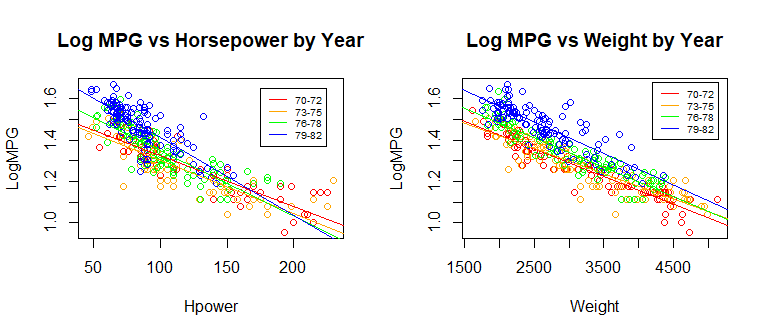 Log MPG vs Horsepower by Year
LogMPG
1.0 1.2 1.4 1.6
70-72
73-75
76-78
79-82
50 100 150 200
Hpower
Log MPG vs Weight by Year
LogMPG
1.0 1.2 1.4 1.6
70-72
73-75
76-78
79-82
1500 2500 3500 4500
Weight